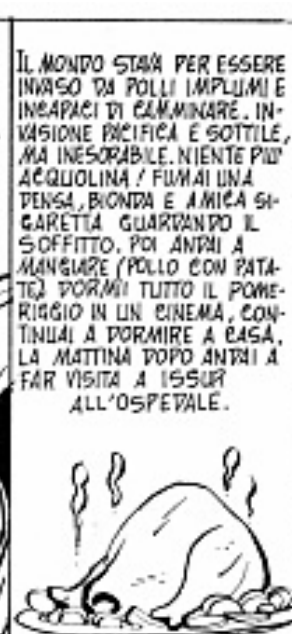 IL MONDO STAVA PER ESSERE
INVASO DA POLLI IMPLUMI E
INCAPACI DI CAMMINARE. IN-
VASIONE PACIFICA E SOTTILE,
MA INESORABILE. NIENTE PIU'
ACQUOLINA! FUMAI UNA
DENSA, BIONDA E AMICA SI-
GARETTA GUARDANDO IL
SOFFITTO. POI ANDAI A
MANGIARE (POLLO CON PATA-
TE) DORMII TUTTO IL POME-
RIGGIO IN UN CINEMA, CON-
TINUAI A DORMIRE A CASA.
LA MATTINA DOPO ANDAI A
FAR VISITA A ISSUR
ALL'OSPEDALE.